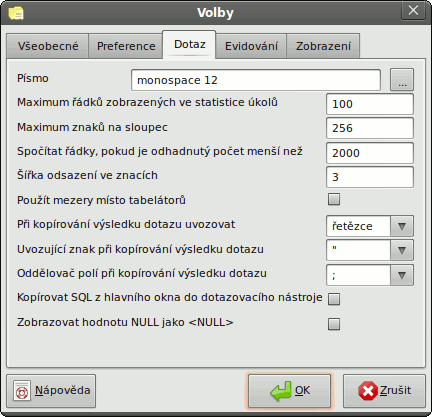 Volby
Všeobecné Preference Dotaz Evidování Zobrazení
Písmo monospace 12 ...
Maximum řádků zobrazených ve statistice úkolů 100
Maximum znaků na sloupec 256
Spočítat řádky, pokud je odhadnutý počet menší než 2000
Šířka odsazení ve znacích 3
Použít mezery místo tabelátorů
Při kopírování výsledku dotazu uvozovat řetězce
Uvozující znak při kopírování výsledku dotazu "
Oddělovač polí při kopírování výsledku dotazu ;
Kopírovat SQL z hlavního okna do dotazovacího nástroje
Zobrazovat hodnotu NULL jako <NULL>
Nápověda OK Zrušit